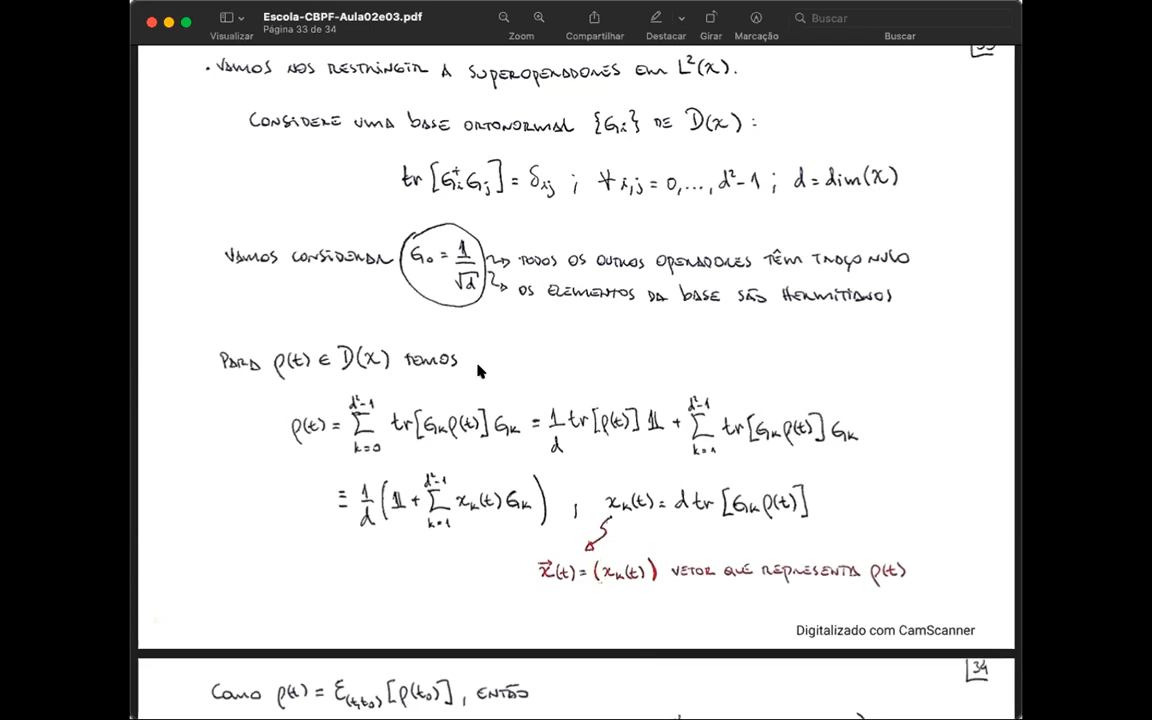 Escola-CBPF-Aula02e03.pdf
Página 33 de 34
Visualizar
Zoom
Compartilhar
Destacar
Girar
Marcação
Buscar
Buscar
33
• VAMOS NOS RESTRINGIR A SUPEROPERADORES EM L²(X).
CONSIDERE UMA BASE ORTONORMAL {Gᵢ} DE D(X) :
tr[Gᵢ†Gⱼ] = δᵢⱼ ; ∀ i,j = 0,..., d²-1 ; d = dim(X)
VAMOS CONSIDERAR G₀ = 𝟙/√d → TODOS OS OUTROS OPERADORES TÊM TRAÇO NULO
→ OS ELEMENTOS DA BASE SÃO HERMITIANOS
PARA ρ(t) ∈ D(X) TEMOS
ρ(t) = ∑_{k=0}^{d²-1} tr[Gₖρ(t)]Gₖ = 1/d tr[ρ(t)] 𝟙 + ∑_{k=1}^{d²-1} tr[Gₖρ(t)]Gₖ
≡ 1/d (𝟙 + ∑_{k=1}^{d²-1} xₖ(t)Gₖ) ; xₖ(t) = d tr[Gₖρ(t)]
x⃗(t) = (xₖ(t)) VETOR QUE REPRESENTA ρ(t)
Digitalizado com CamScanner
34
COMO ρ(t) = ℰ_(t,t₀)[ρ(t₀)], ENTÃO